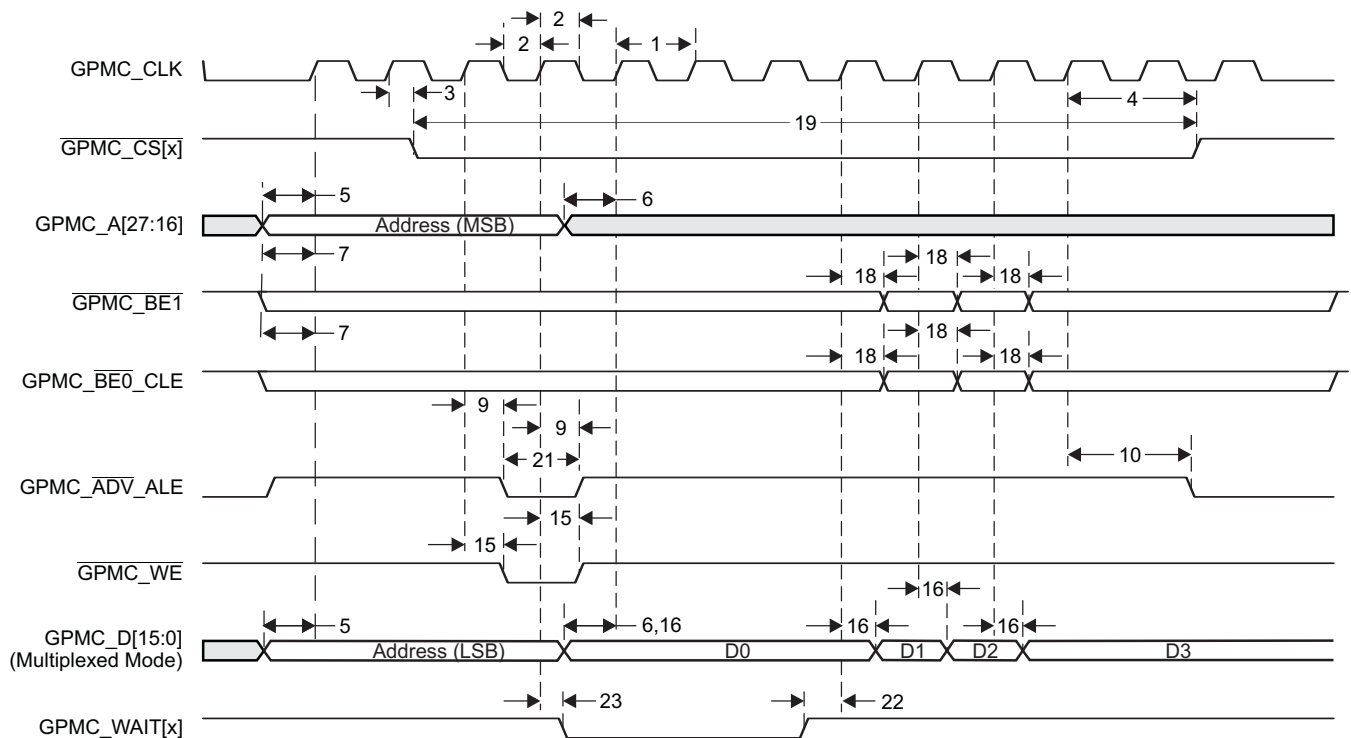 2
2
1
GPMC_CLK
3
4
19
GPMC_CS[x]
5
6
GPMC_A[27:16]
Address (MSB)
7
18
18
18
GPMC_BE1
7
18
18
18
GPMC_BE0_CLE
9
9
10
21
GPMC_ADV_ALE
15
15
GPMC_WE
16
5
6,16
16
16
GPMC_D[15:0]
(Multiplexed Mode)
Address (LSB)
D0
D1
D2
D3
23
22
GPMC_WAIT[x]